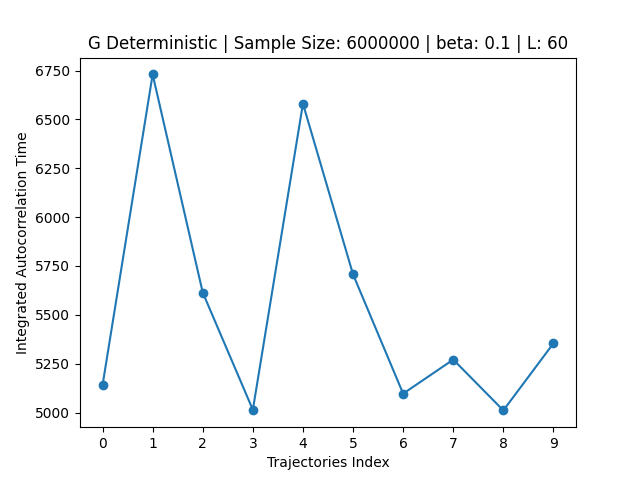 G Deterministic | Sample Size: 6000000 | beta: 0.1 | L: 60
Integrated Autocorrelation Time
6750
6500
6250
6000
5750
5500
5250
5000
0 1 2 3 4 5 6 7 8 9
Trajectories Index